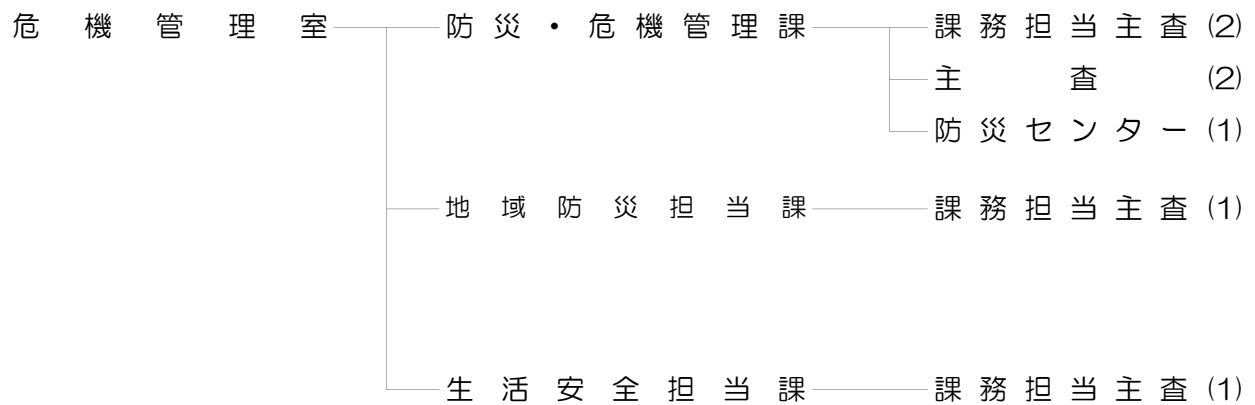 危機管理室 防災・危機管理課 課務担当主査 (2)
主査 (2)
防災センター (1)
地域防災担当課 課務担当主査 (1)
生活安全担当課 課務担当主査 (1)